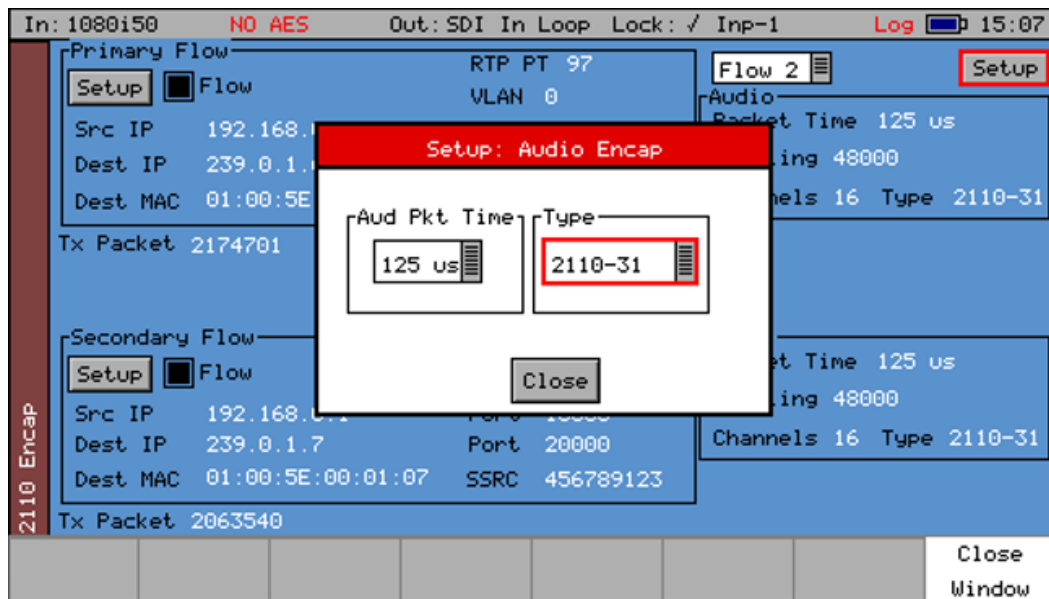 In: 1080i50 NO AES Out: SDI In Loop Lock: √ Inp-1 Log 15:07
Primary Flow
Setup Flow
RTP PT 97
VLAN 0
Src IP 192.168.
Dest IP 239.0.1.
Dest MAC 01:00:5E
Tx Packet 2174701
Flow 2 Setup
Audio
Packet Time 125 us
ing 48000
nels 16 Type 2110-31
Setup: Audio Encap
Aud Pkt Time Type
125 us 2110-31
Close
Secondary Flow
Setup Flow
Src IP 192.168.
Dest IP 239.0.1.7 Port 20000
Dest MAC 01:00:5E:00:01:07 SSRC 456789123
Tx Packet 2063540
et Time 125 us
ing 48000
Channels 16 Type 2110-31
2110 Encap
Close
Window